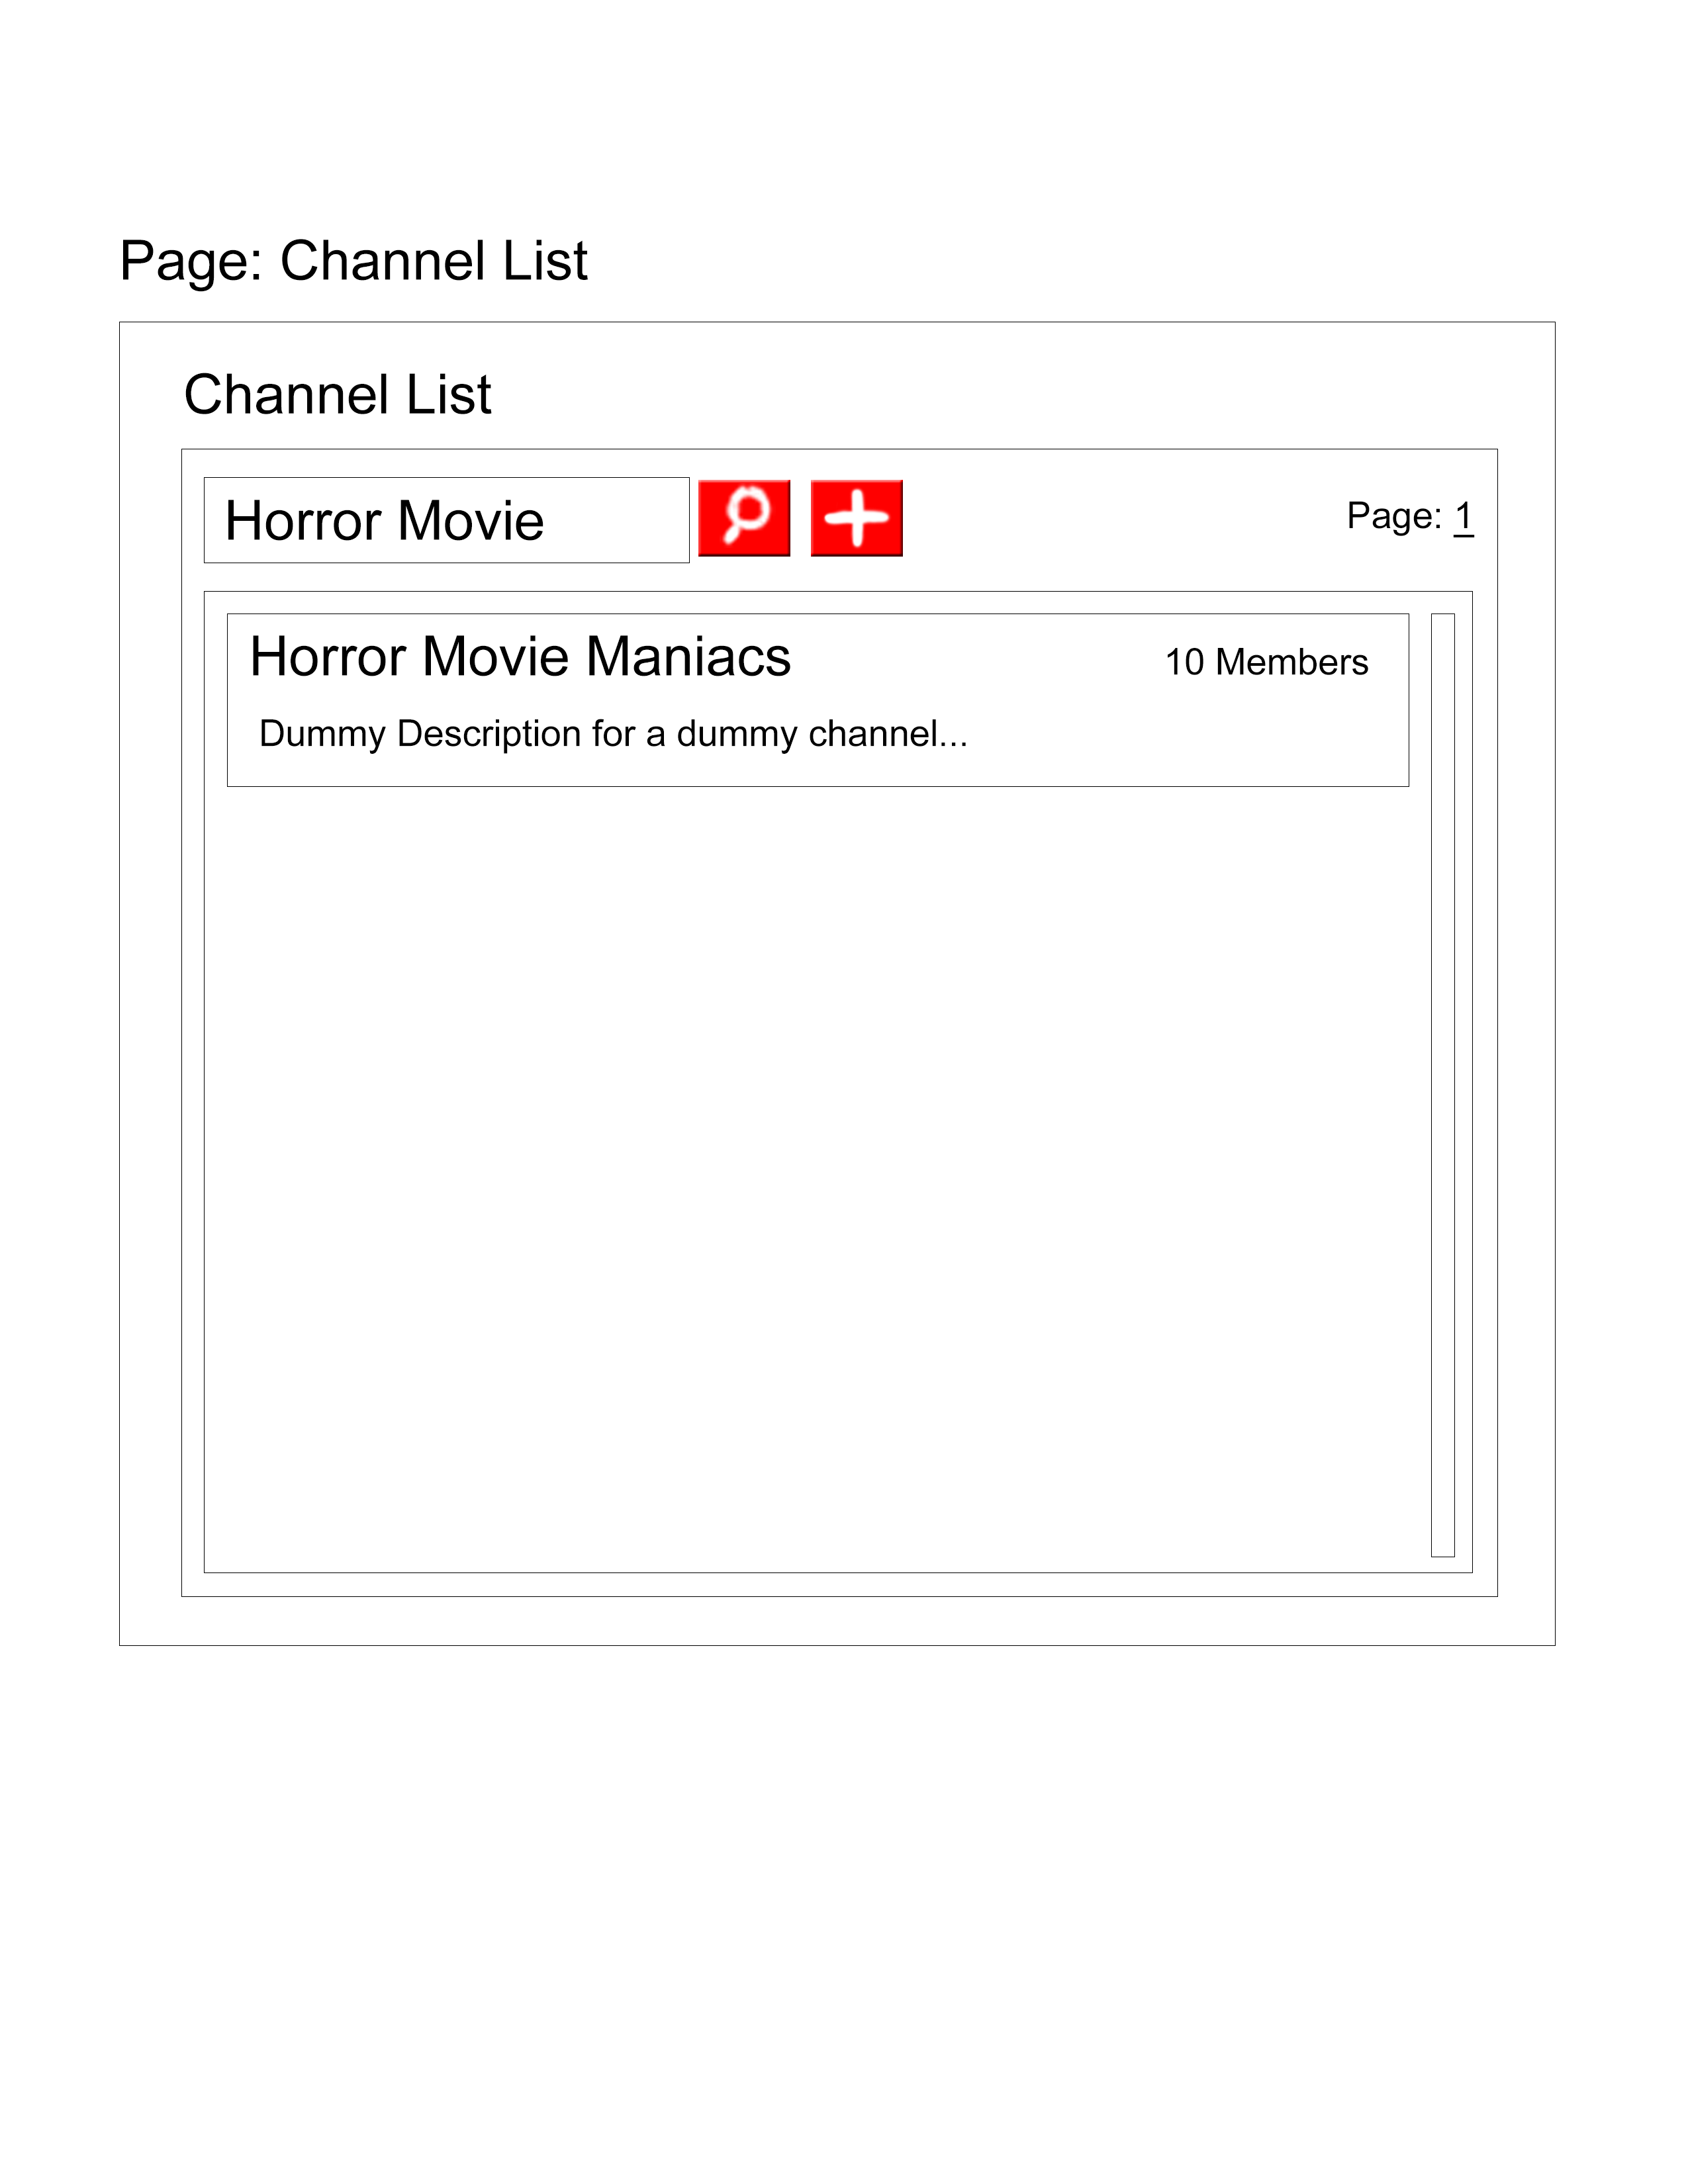 Page: Channel List
Channel List
Horror Movie
Page: 1
Horror Movie Maniacs
10 Members
Dummy Description for a dummy channel...